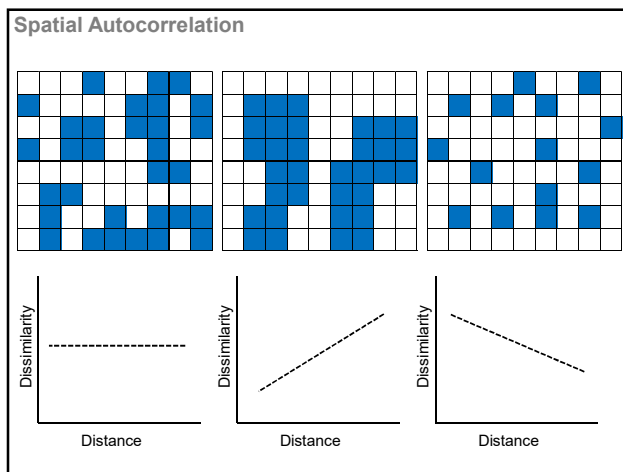 Spatial Autocorrelation
Dissimilarity
Distance
Dissimilarity
Distance
Dissimilarity
Distance